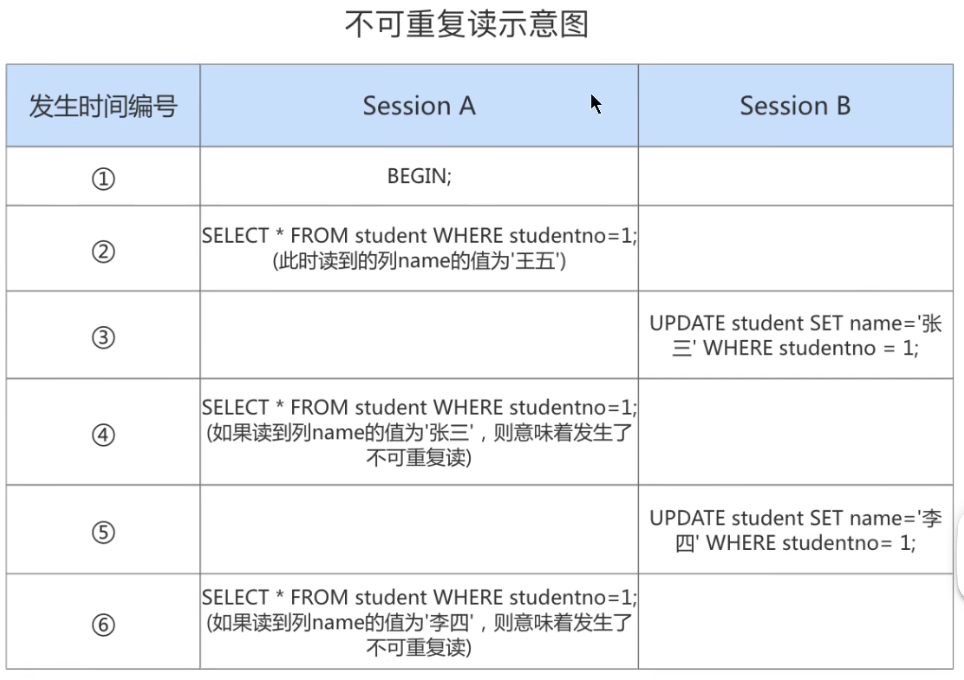 不可重复读示意图
发生时间编号 Session A Session B
① BEGIN;
② SELECT * FROM student WHERE studentno=1;
(此时读到的列name的值为'王五')
③ UPDATE student SET name='张
三' WHERE studentno = 1;
④ SELECT * FROM student WHERE studentno=1;
(如果读到列name的值为'张三'，则意味着发生了
不可重复读)
⑤ UPDATE student SET name='李
四' WHERE studentno= 1;
⑥ SELECT * FROM student WHERE studentno=1;
(如果读到列name的值为'李四'，则意味着发生了
不可重复读)